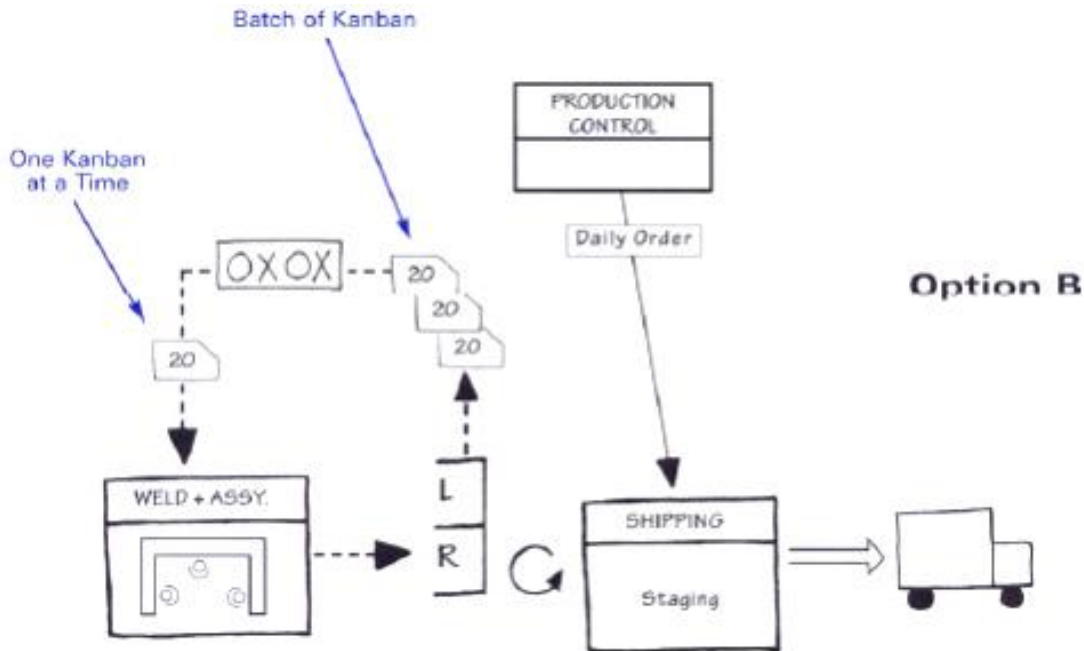 Batch of Kanban
PRODUCTION
CONTROL
One Kanban
at a Time
Daily Order
OXOX
20
20
20
20
Option B
L
R
WELD + ASSY.
SHIPPING
Staging